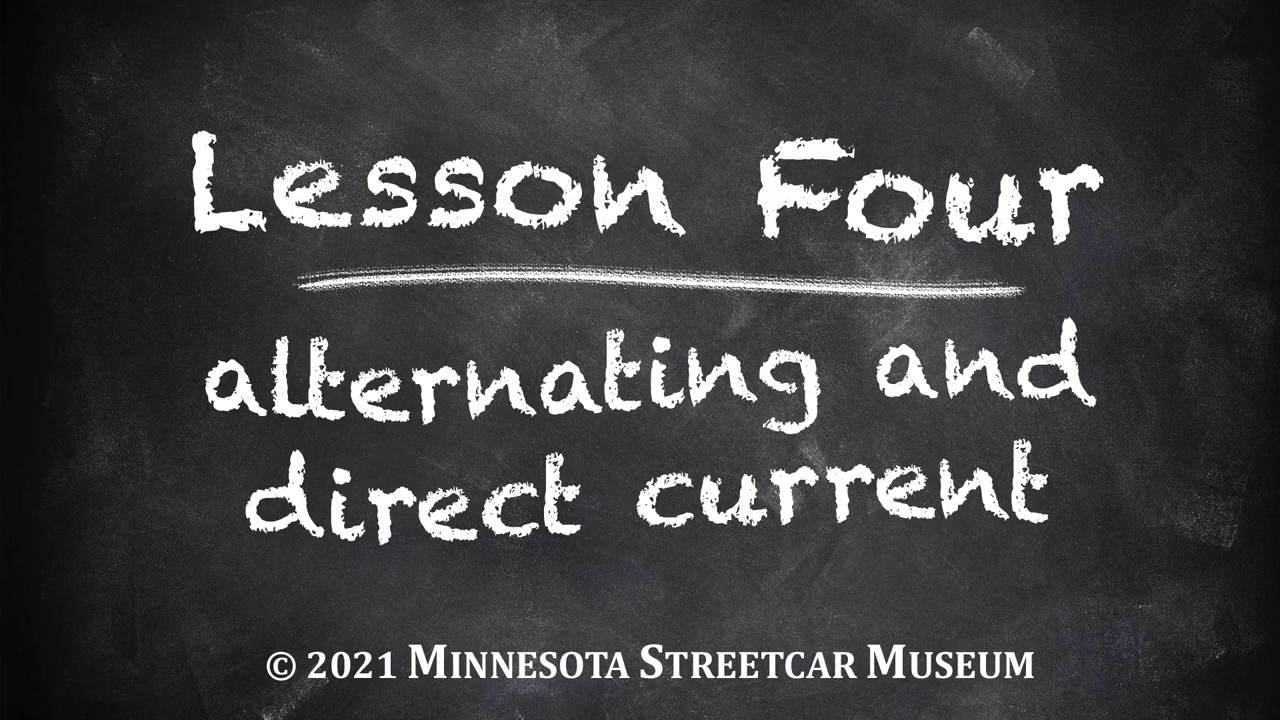 Lesson Four
alternating and
direct current
© 2021 Minnesota Streetcar Museum